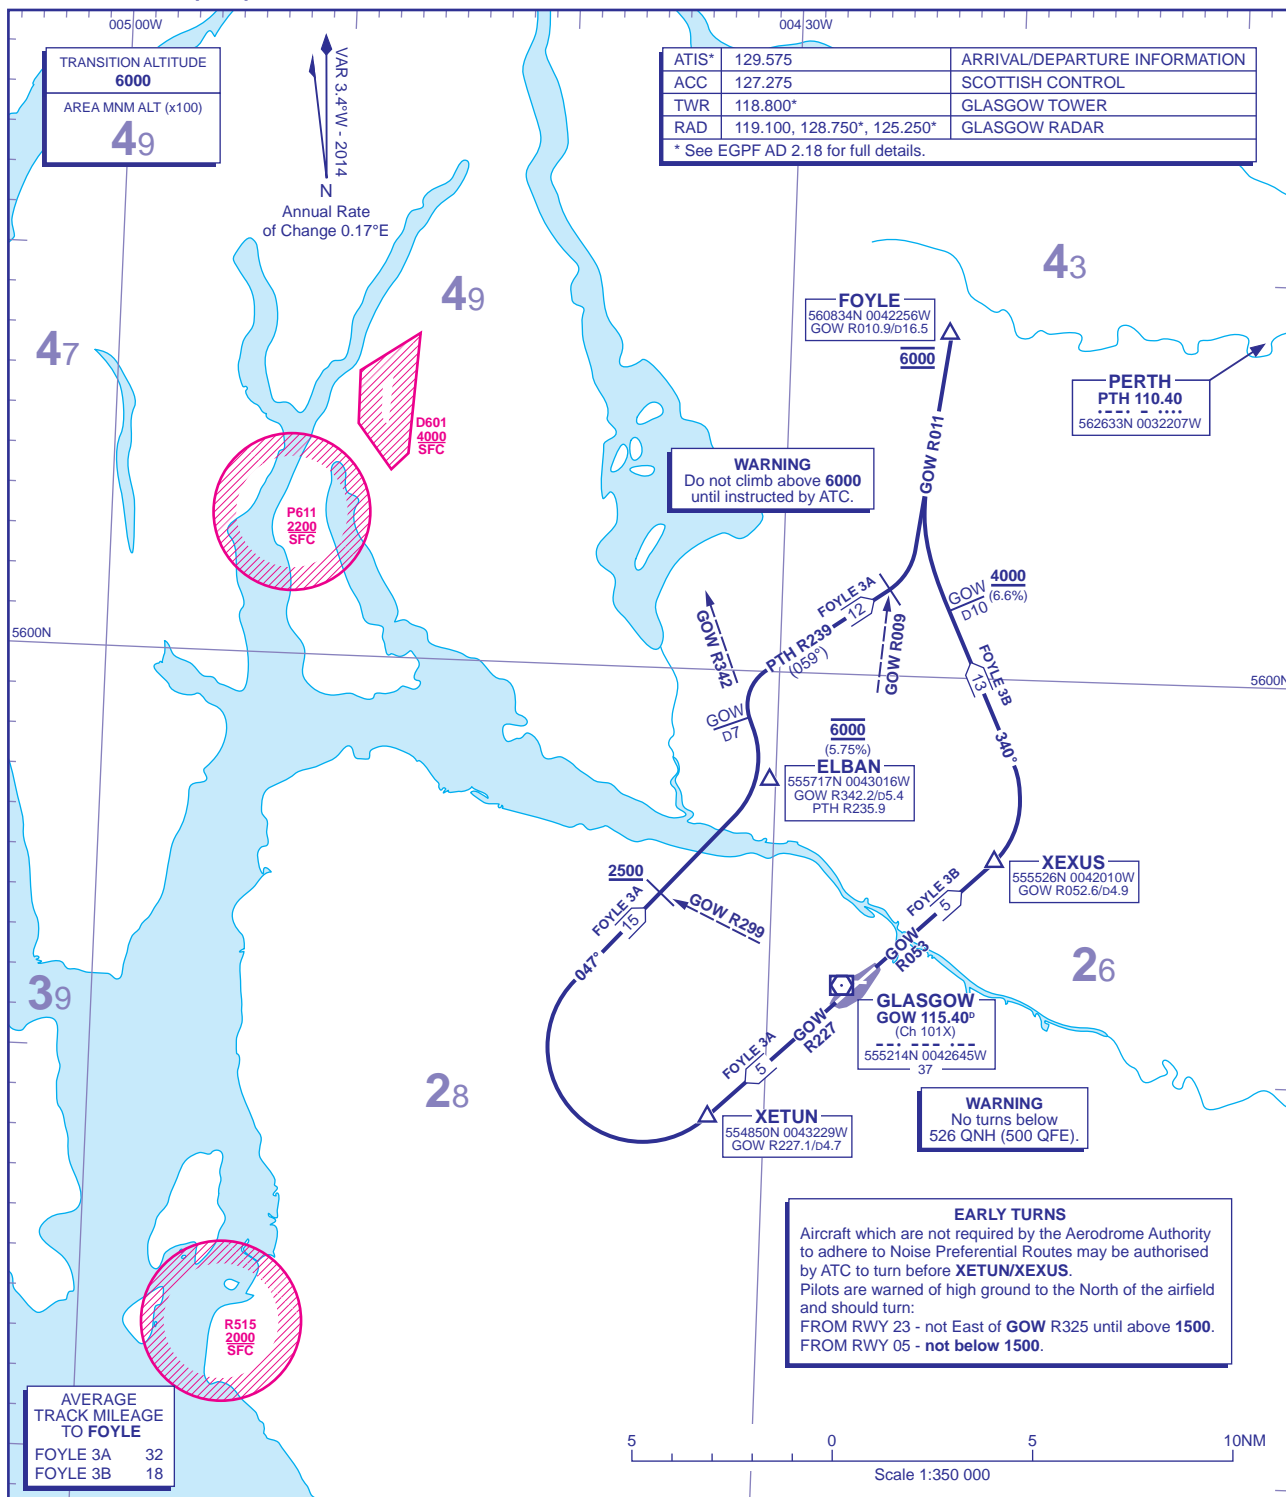 005 00W
004 30W
TRANSITION ALTITUDE
6000
AREA MNM ALT (x100)
49
VAR 3.4°W - 2014
N
Annual Rate
of Change 0.17°E
ATIS* 129.575 ARRIVAL/DEPARTURE INFORMATION
ACC 127.275 SCOTTISH CONTROL
TWR 118.800* GLASGOW TOWER
RAD 119.100, 128.750*, 125.250* GLASGOW RADAR
* See EGPF AD 2.18 for full details.
43
49
47
FOYLE
560834N 0042256W
GOW R010.9/D16.5
6000
PERTH
PTH 110.40
562633N 0032207W
D601
4000
SFC
GOW R011
WARNING
Do not climb above 6000
until instructed by ATC.
P611
2200
SFC
FOYLE 3A
12
GOW
D10
4000
(6.6%)
PTH R239
(059°)
GOW R342
GOW R009
FOYLE 3B
13
5600N
5600N
GOW
D7
340°
6000
(5.75%)
ELBAN
555717N 0043016W
GOW R342.2/D5.4
PTH R235.9
XEXUS
555526N 0042010W
GOW R052.6/D4.9
2500
FOYLE 3A
15
GOW R299
FOYLE 3B
5
GOW
R053
047°
26
39
GLASGOW
GOW 115.40D
(Ch 101X)
555214N 0042645W
37
GOW
R227
FOYLE 3A
5
28
WARNING
No turns below
526 QNH (500 QFE).
XETUN
554850N 0043229W
GOW R227.1/D4.7
EARLY TURNS
Aircraft which are not required by the Aerodrome Authority
to adhere to Noise Preferential Routes may be authorised
by ATC to turn before XETUN/XEXUS.
Pilots are warned of high ground to the North of the airfield
and should turn:
FROM RWY 23 - not East of GOW R325 until above 1500.
FROM RWY 05 - not below 1500.
R515
2000
SFC
AVERAGE
TRACK MILEAGE
TO FOYLE
FOYLE 3A 32
FOYLE 3B 18
5 0 5 10NM
Scale 1:350 000